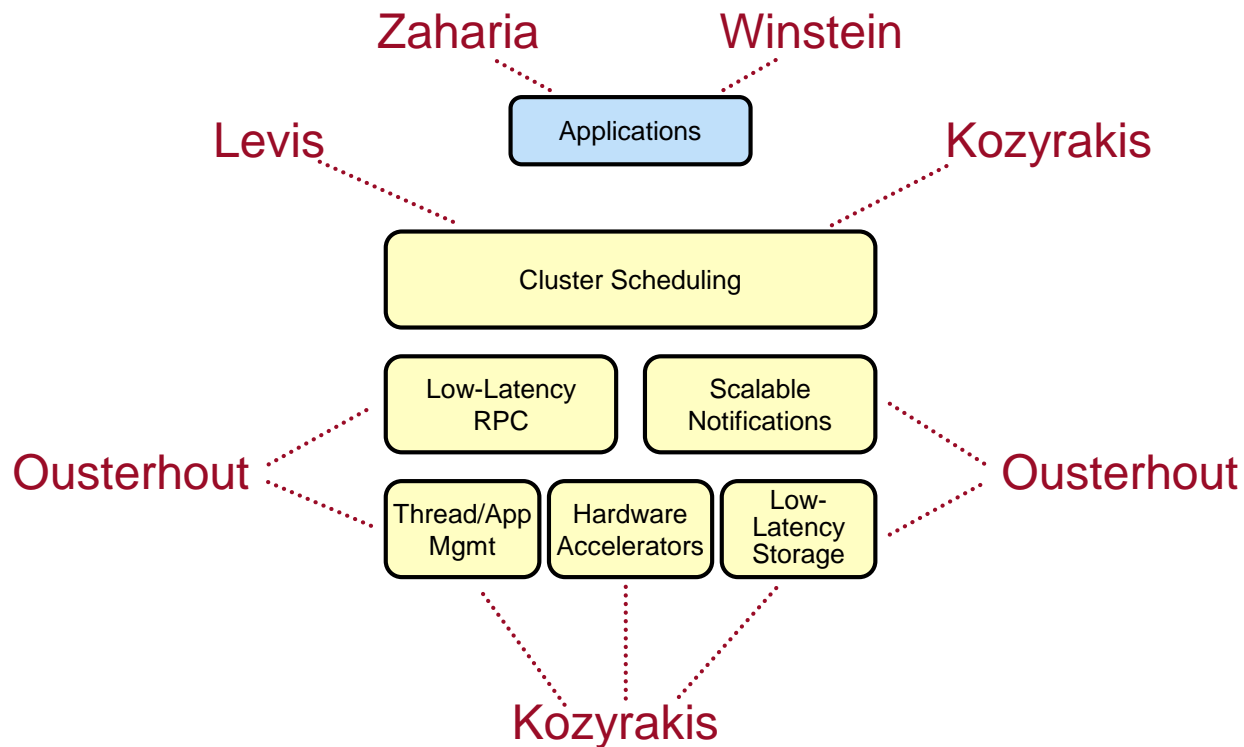 Zaharia
Winstein
Applications
Levis
Kozyrakis
Cluster Scheduling
Low-Latency
RPC
Scalable
Notifications
Ousterhout
Ousterhout
Thread/App
Mgmt
Hardware
Accelerators
Low-
Latency
Storage
Kozyrakis